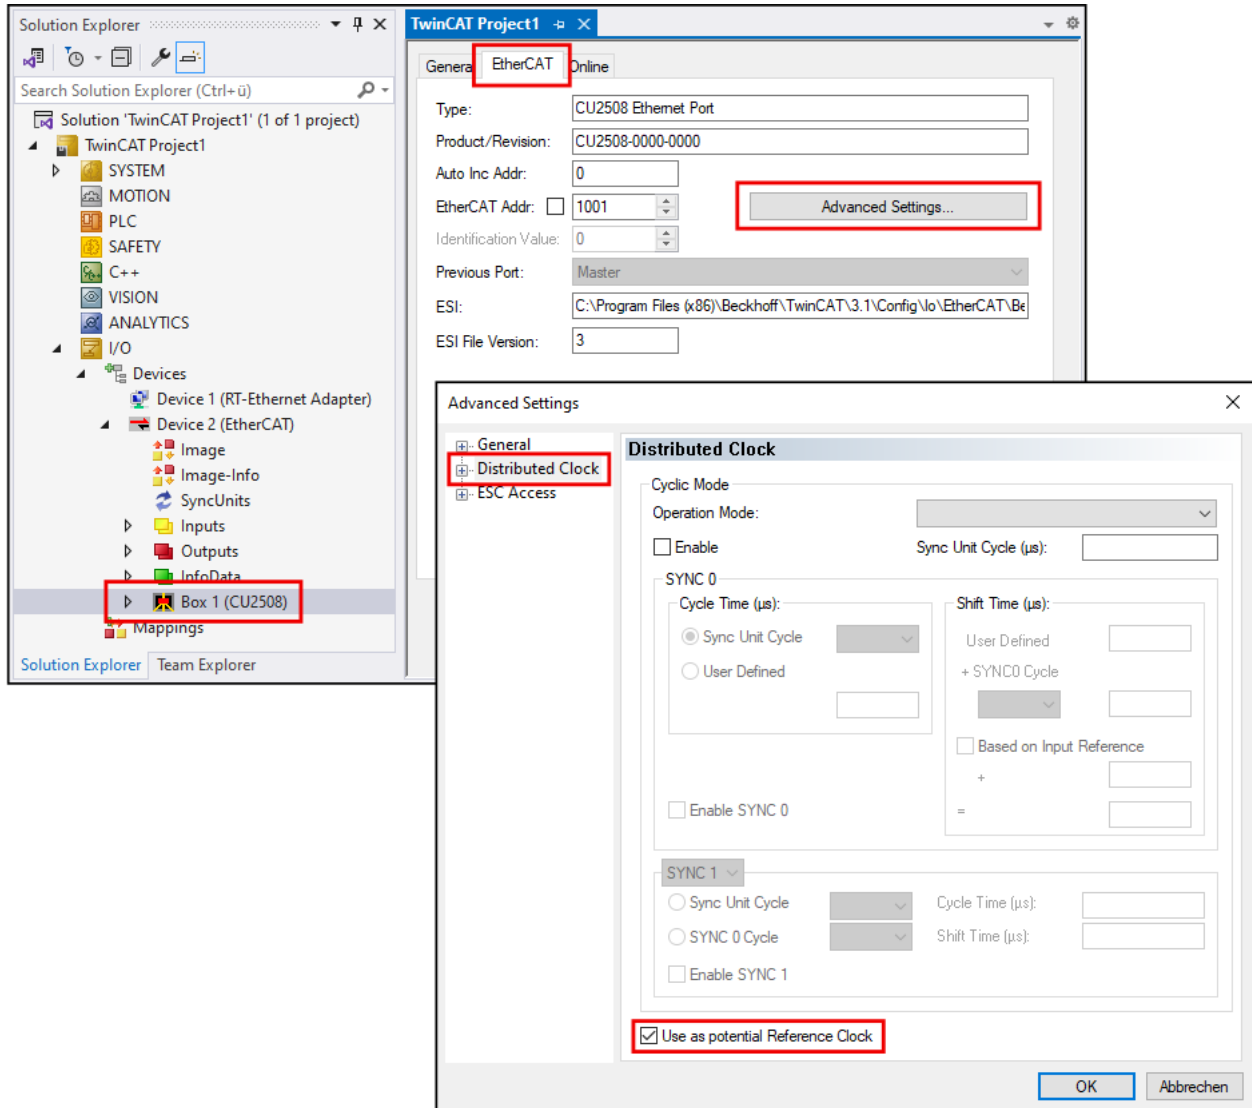 Solution Explorer
Search Solution Explorer (Ctrl+ü)
Solution 'TwinCAT Project1' (1 of 1 project)
TwinCAT Project1
SYSTEM
MOTION
PLC
SAFETY
C++
VISION
ANALYTICS
I/O
Devices
Device 1 (RT-Ethernet Adapter)
Device 2 (EtherCAT)
Image
Image-Info
SyncUnits
Inputs
Outputs
InfoData
Box 1 (CU2508)
Mappings
Solution Explorer Team Explorer
TwinCAT Project1
General EtherCAT Online
Type: CU2508 Ethernet Port
Product/Revision: CU2508-0000-0000
Auto Inc Addr: 0
EtherCAT Addr: 1001 Advanced Settings...
Identification Value: 0
Previous Port: Master
ESI: C:\Program Files (x86)\Beckhoff\TwinCAT\3.1\Config\Io\EtherCAT\Be
ESI File Version: 3
Advanced Settings
General
Distributed Clock
ESC Access
Distributed Clock
Cyclic Mode
Operation Mode:
Enable Sync Unit Cycle (µs):
SYNC 0
Cycle Time (µs):
Sync Unit Cycle
User Defined
Enable SYNC 0
Shift Time (µs):
User Defined
+ SYNC0 Cycle
Based on Input Reference
+
=
SYNC 1
Sync Unit Cycle Cycle Time (µs):
SYNC 0 Cycle Shift Time (µs):
Enable SYNC 1
Use as potential Reference Clock
OK Abbrechen